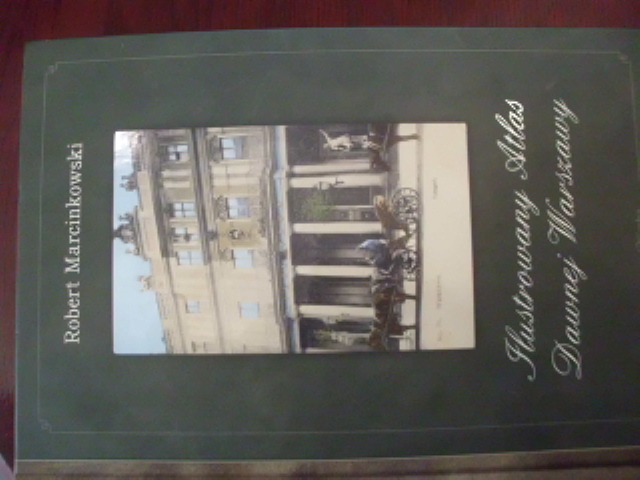 Robert Marcinkowski
Ilustrowany Atlas
Dawnej Warszawy